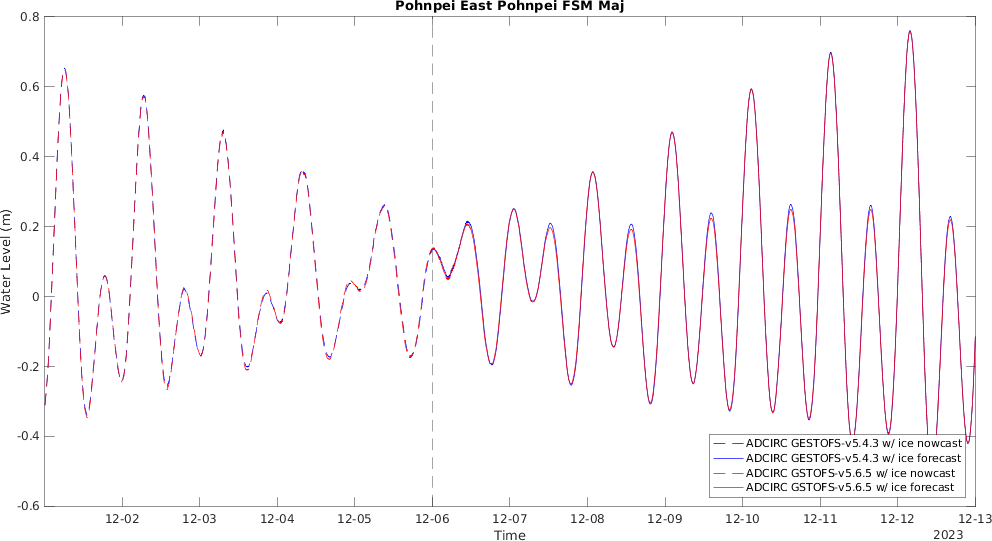 Pohnpei East Pohnpei FSM Maj
0.8
0.6
0.4
0.2
0
-0.2
-0.4
-0.6
Water Level (m)
12-02 12-03 12-04 12-05 12-06 12-07 12-08 12-09 12-10 12-11 12-12 12-13
Time
2023
ADCIRC GESTOFS-v5.4.3 w/ ice nowcast
ADCIRC GESTOFS-v5.4.3 w/ ice forecast
ADCIRC GSTOFS-v5.6.5 w/ ice nowcast
ADCIRC GSTOFS-v5.6.5 w/ ice forecast